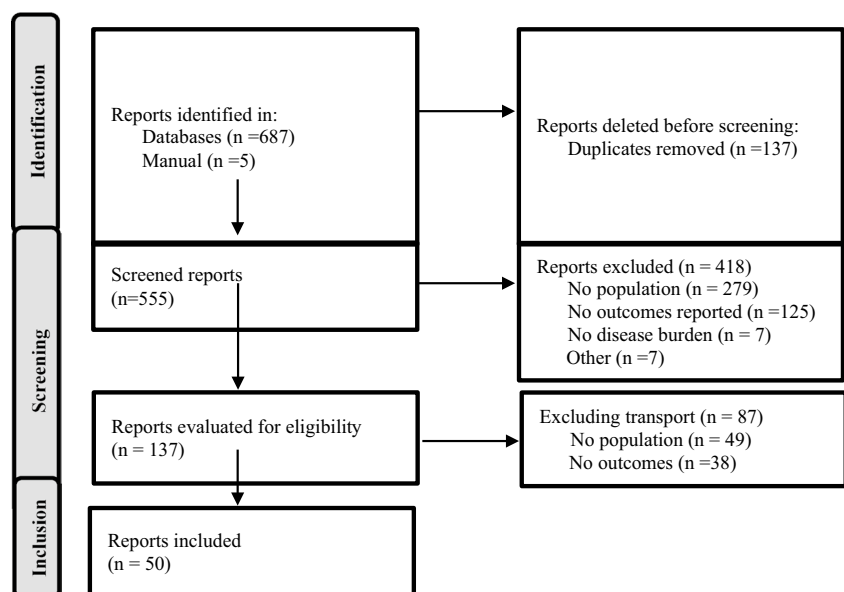 Identification
Reports identified in:
Databases (n =687)
Manual (n =5)
Reports deleted before screening:
Duplicates removed (n =137)
Screening
Screened reports
(n=555)
Reports excluded (n = 418)
No population (n = 279)
No outcomes reported (n =125)
No disease burden (n = 7)
Other (n =7)
Reports evaluated for eligibility
(n = 137)
Excluding transport (n = 87)
No population (n = 49)
No outcomes (n =38)
Inclusion
Reports included
(n = 50)